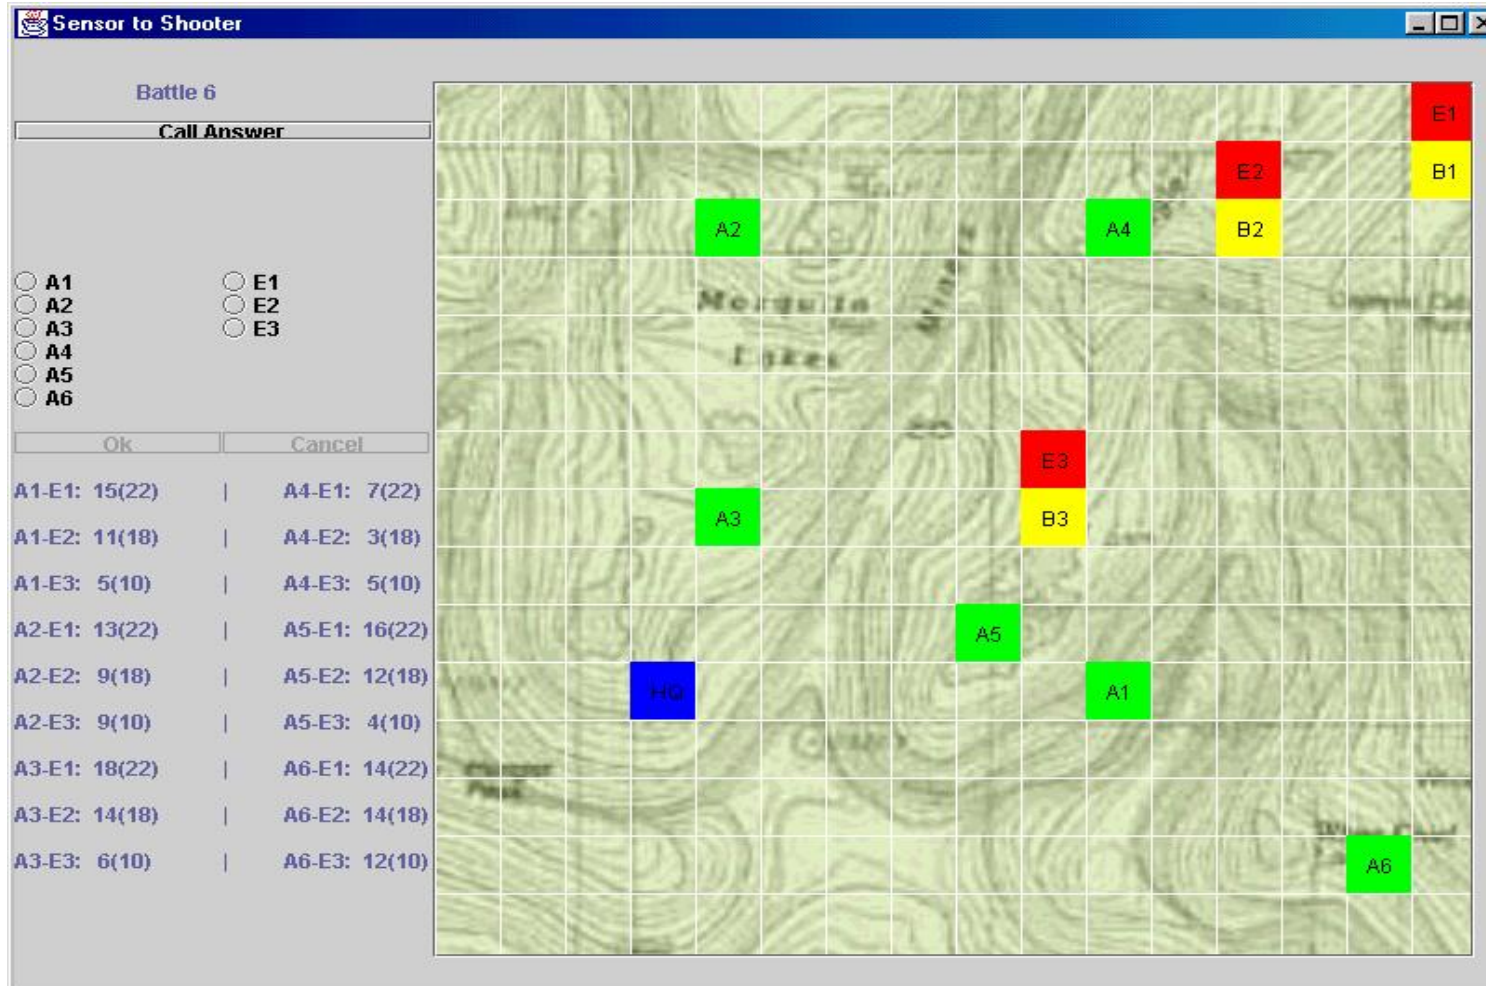 Sensor to Shooter
Battle 6
Call Answer
A1 E1
A2 E2
A3 E3
A4
A5
A6
Ok Cancel
A1-E1: 15(22) | A4-E1: 7(22)
A1-E2: 11(18) | A4-E2: 3(18)
A1-E3: 5(10) | A4-E3: 5(10)
A2-E1: 13(22) | A5-E1: 16(22)
A2-E2: 9(18) | A5-E2: 12(18)
A2-E3: 9(10) | A5-E3: 4(10)
A3-E1: 18(22) | A6-E1: 14(22)
A3-E2: 14(18) | A6-E2: 14(18)
A3-E3: 6(10) | A6-E3: 12(10)
E1
E2 B1
A2 A4 B2
Mosquito
Lakes
E3
A3 B3
A5
HQ A1
A6